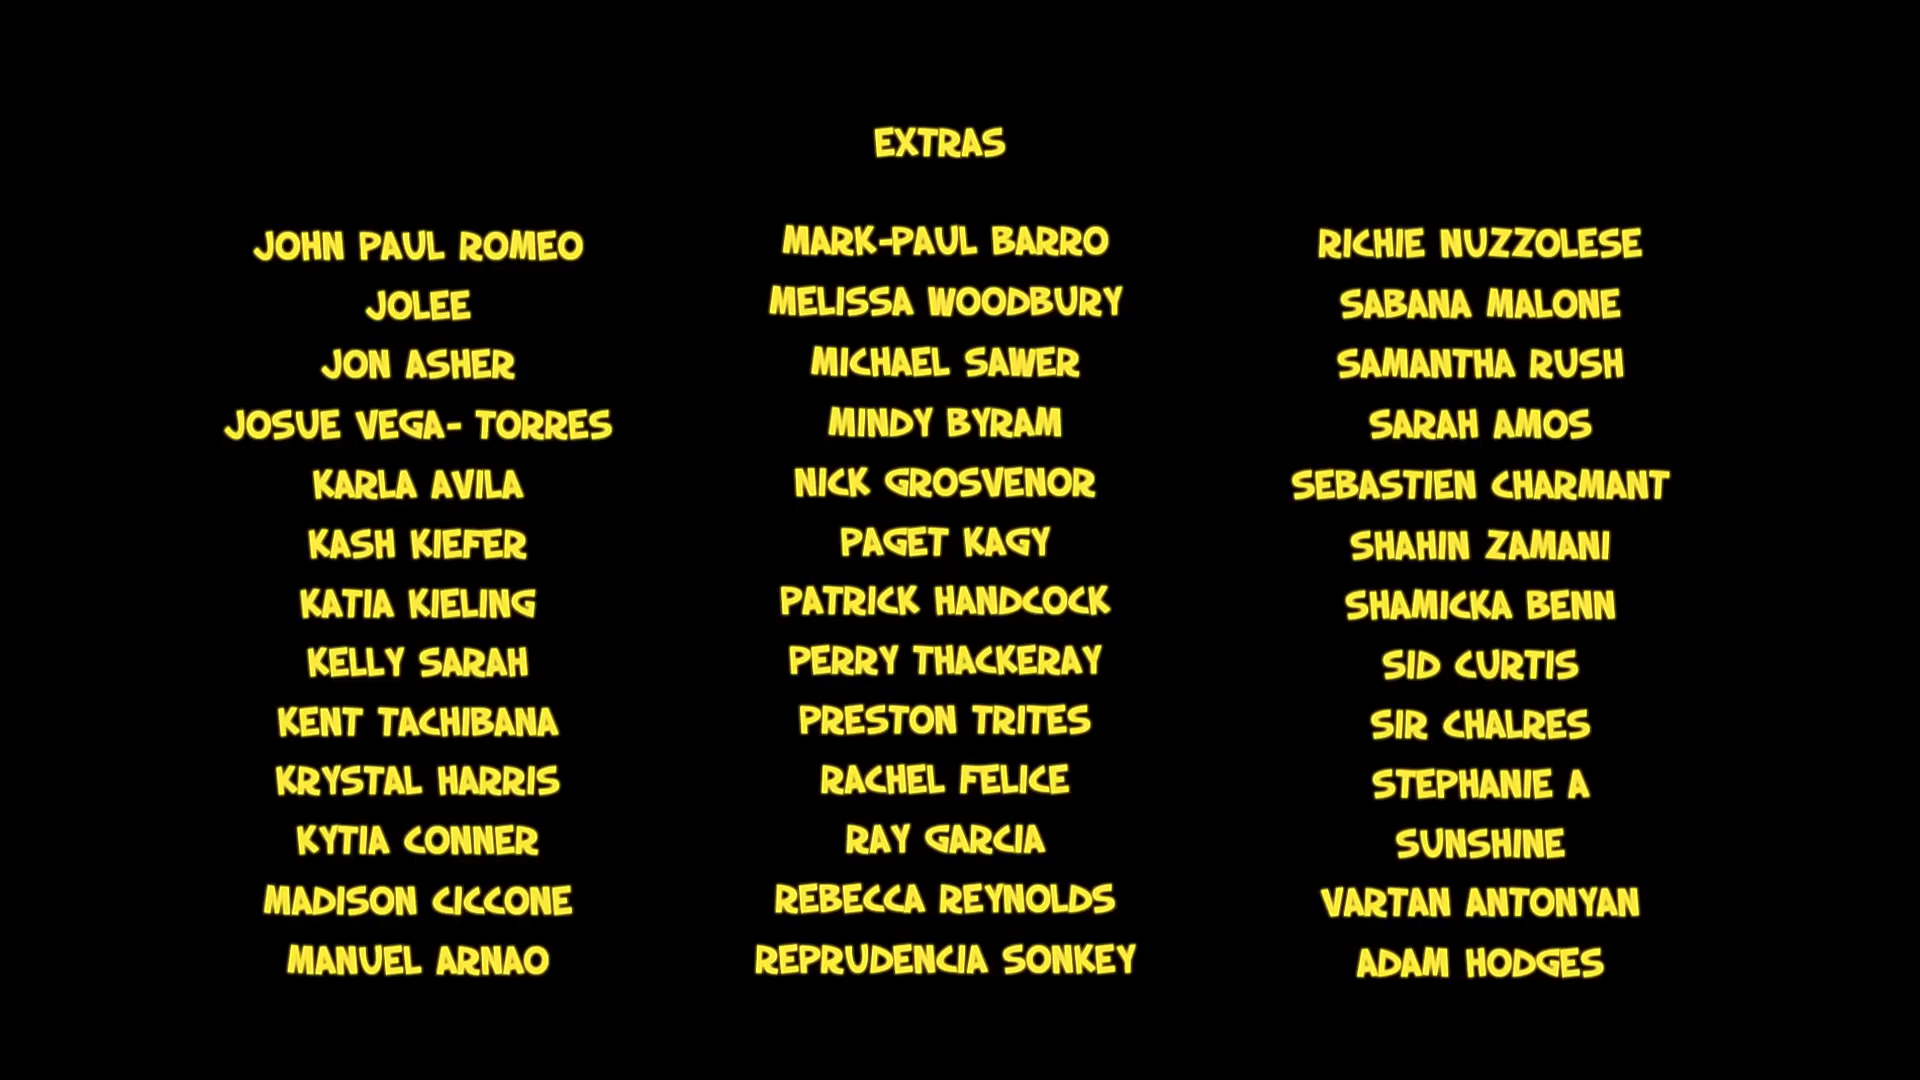 EXTRAS
JOHN PAUL ROMEO
JOLEE
JON ASHER
JOSUE VEGA- TORRES
KARLA AVILA
KASH KIEFER
KATIA KIELING
KELLY SARAH
KENT TACHIBANA
KRYSTAL HARRIS
KYTIA CONNER
MADISON CICCONE
MANUEL ARNAO
MARK-PAUL BARRO
MELISSA WOODBURY
MICHAEL SAWER
MINDY BYRAM
NICK GROSVENOR
PAGET KAGY
PATRICK HANDCOCK
PERRY THACKERAY
PRESTON TRITES
RACHEL FELICE
RAY GARCIA
REBECCA REYNOLDS
REPRUDENCIA SONKEY
RICHIE NUZZOLESE
SABANA MALONE
SAMANTHA RUSH
SARAH AMOS
SEBASTIEN CHARMANT
SHAHIN ZAMANI
SHAMICKA BENN
SID CURTIS
SIR CHALRES
STEPHANIE A
SUNSHINE
VARTAN ANTONYAN
ADAM HODGES